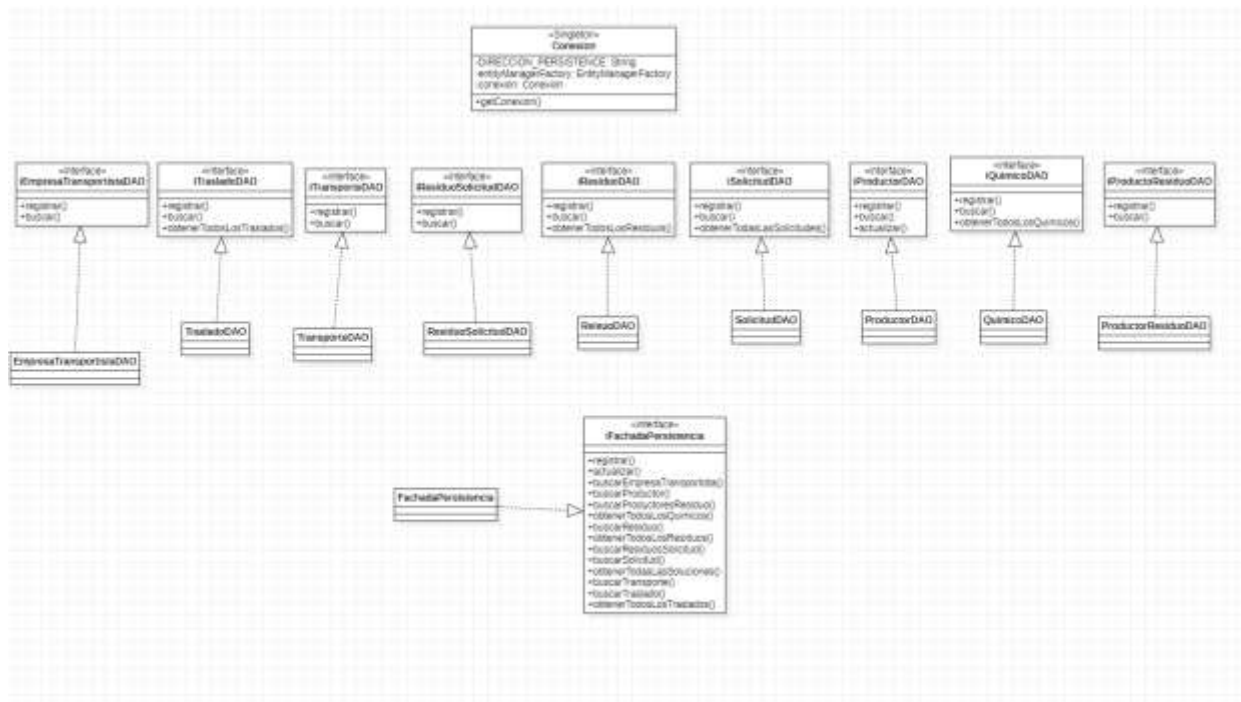 «Singleton»
Conexion
-DIRECCION_PERSISTENCE: String
-entityManagerFactory: EntityManagerFactory
-conexion: Conexion
+getConexion()
«interface»
IEmpresaTransportistaDAO
+registrar()
+buscar()
«interface»
ITrasladoDAO
+registrar()
+buscar()
+obtenerTodosLosTraslados()
«interface»
ITransporteDAO
+registrar()
+buscar()
«interface»
IResiduoSolicitudDAO
+registrar()
+buscar()
«interface»
IResiduoDAO
+registrar()
+buscar()
+obtenerTodosLosResiduos()
«interface»
ISolicitudDAO
+registrar()
+buscar()
+obtenerTodasLasSolicitudes()
«interface»
IProductorDAO
+registrar()
+buscar()
+actualizar()
«interface»
IQuimicoDAO
+registrar()
+buscar()
+obtenerTodosLosQuimicos()
«interface»
IProductoResiduoDAO
+registrar()
+buscar()
EmpresaTransportistaDAO
TrasladoDAO
TransporteDAO
ResiduoSolicitudDAO
SolicitudDAO
ProductorDAO
QuimicoDAO
ProductorResiduoDAO
«interface»
IFachadaPersistencia
+registrar()
+actualizar()
+buscarEmpresaTransportista()
+buscarProductor()
+buscarProductoresResiduo()
+obtenerTodosLosQuimicos()
+buscarResiduo()
+obtenerTodosLosResiduos()
+buscarResiduosSolicitud()
+buscarSolicitud()
+obtenerTodasLasSoluciones()
+buscarTransporte()
+buscarTraslado()
+obtenerTodosLosTraslados()
FachadaPersistencia